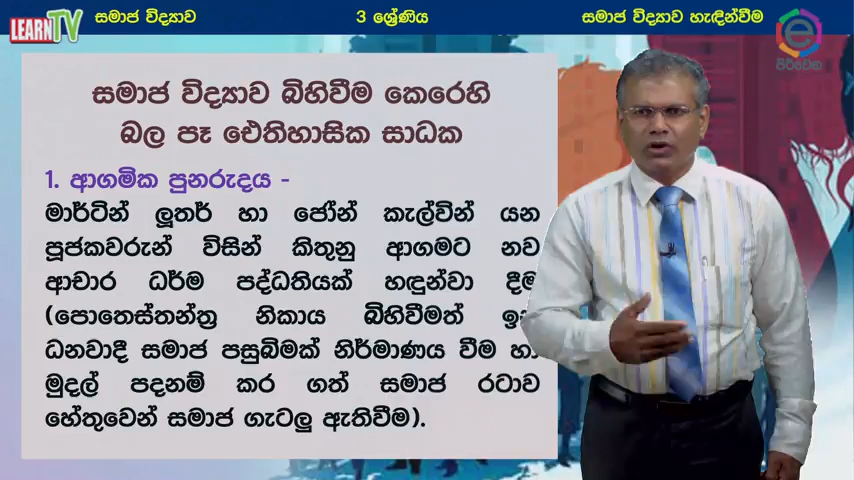 LEARN TV
සමාජ විද්‍යාව
3 ශ්‍රේණිය
සමාජ විද්‍යාව හැඳින්වීම
e
පිරිවෙන
සමාජ විද්‍යාව බිහිවීම කෙරෙහි
බල පෑ ඓතිහාසික සාධක
1. ආගමික පුනරුදය -
මාර්ටින් ලූතර් හා ජෝන් කැල්වින් යන
පූජකවරුන් විසින් කිතුනු ආගමට නව
ආචාර ධර්ම පද්ධතියක් හඳුන්වා දීම
(පොතෙස්තන්ත්‍ර නිකාය බිහිවීමත්
ධනවාදී සමාජ පසුබිමක් නිර්මාණය වීම හා
මුදල් පදනම් කර ගත් සමාජ රටාව
හේතුවෙන් සමාජ ගැටලු ඇතිවීම).